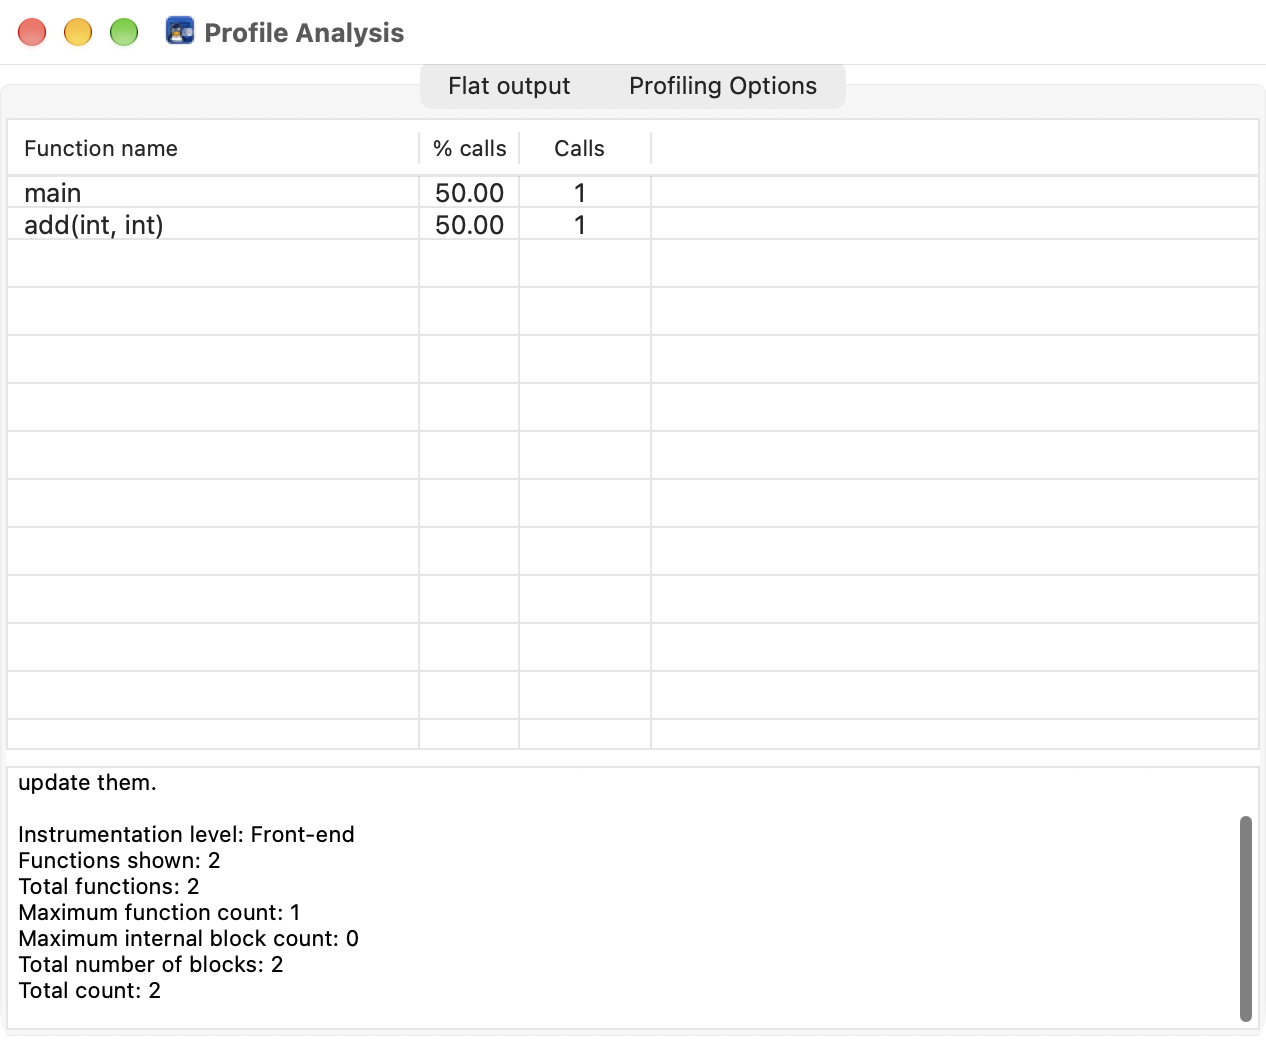 Profile Analysis
Flat output Profiling Options
Function name % calls Calls
main 50.00 1
add(int, int) 50.00 1
update them.
Instrumentation level: Front-end
Functions shown: 2
Total functions: 2
Maximum function count: 1
Maximum internal block count: 0
Total number of blocks: 2
Total count: 2